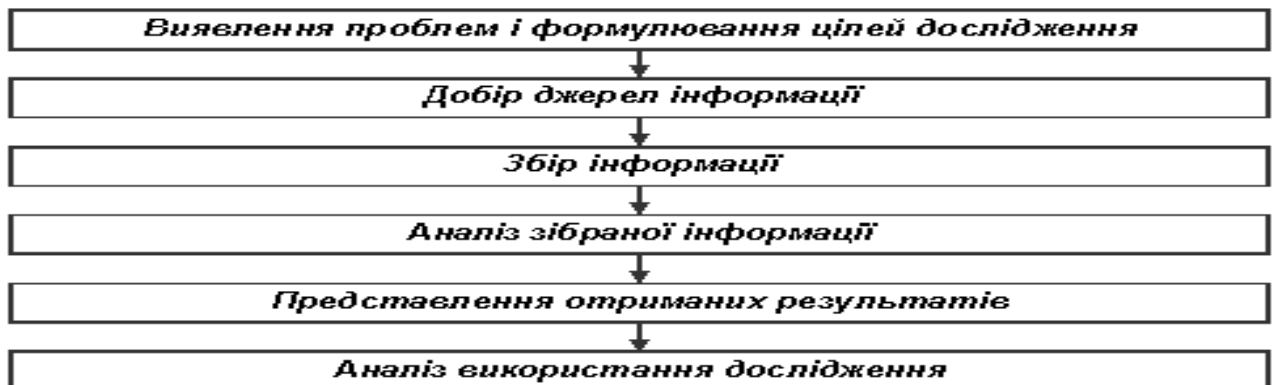 Виявлення проблем і формулювання цілей дослідження
Добір джерел інформації
Збір інформації
Аналіз зібраної інформації
Представлення отриманих результатів
Аналіз використання дослідження